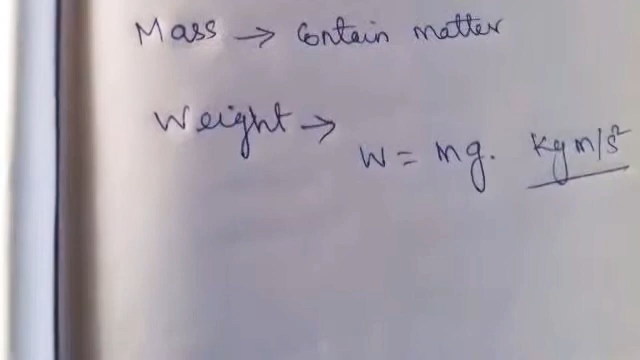 Mass → Contain matter
Weight →
W = mg. Kg m/s²